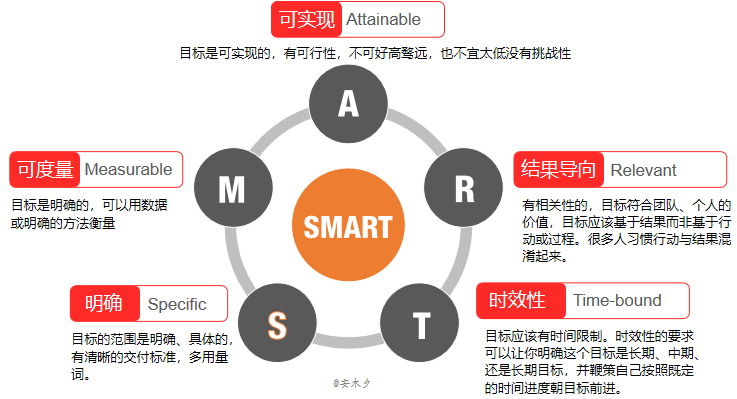 可实现 Attainable
目标是可实现的，有可行性，不可好高骛远，也不宜太低没有挑战性
A
可度量 Measurable
目标是明确的，可以用数据
或明确的方法衡量
M
SMART
R
结果导向 Relevant
有相关性的，目标符合团队、个人的
价值，目标应该基于结果而非基于行
动或过程。很多人习惯行动与结果混
淆起来。
明确 Specific
目标的范围是明确、具体的，
有清晰的交付标准，多用量
词。
S
T
时效性 Time-bound
目标应该有时间限制。时效性的要求
可以让你明确这个目标是长期、中期、
还是长期目标，并鞭策自己按照既定
的时间进度朝目标前进。
@安木夕